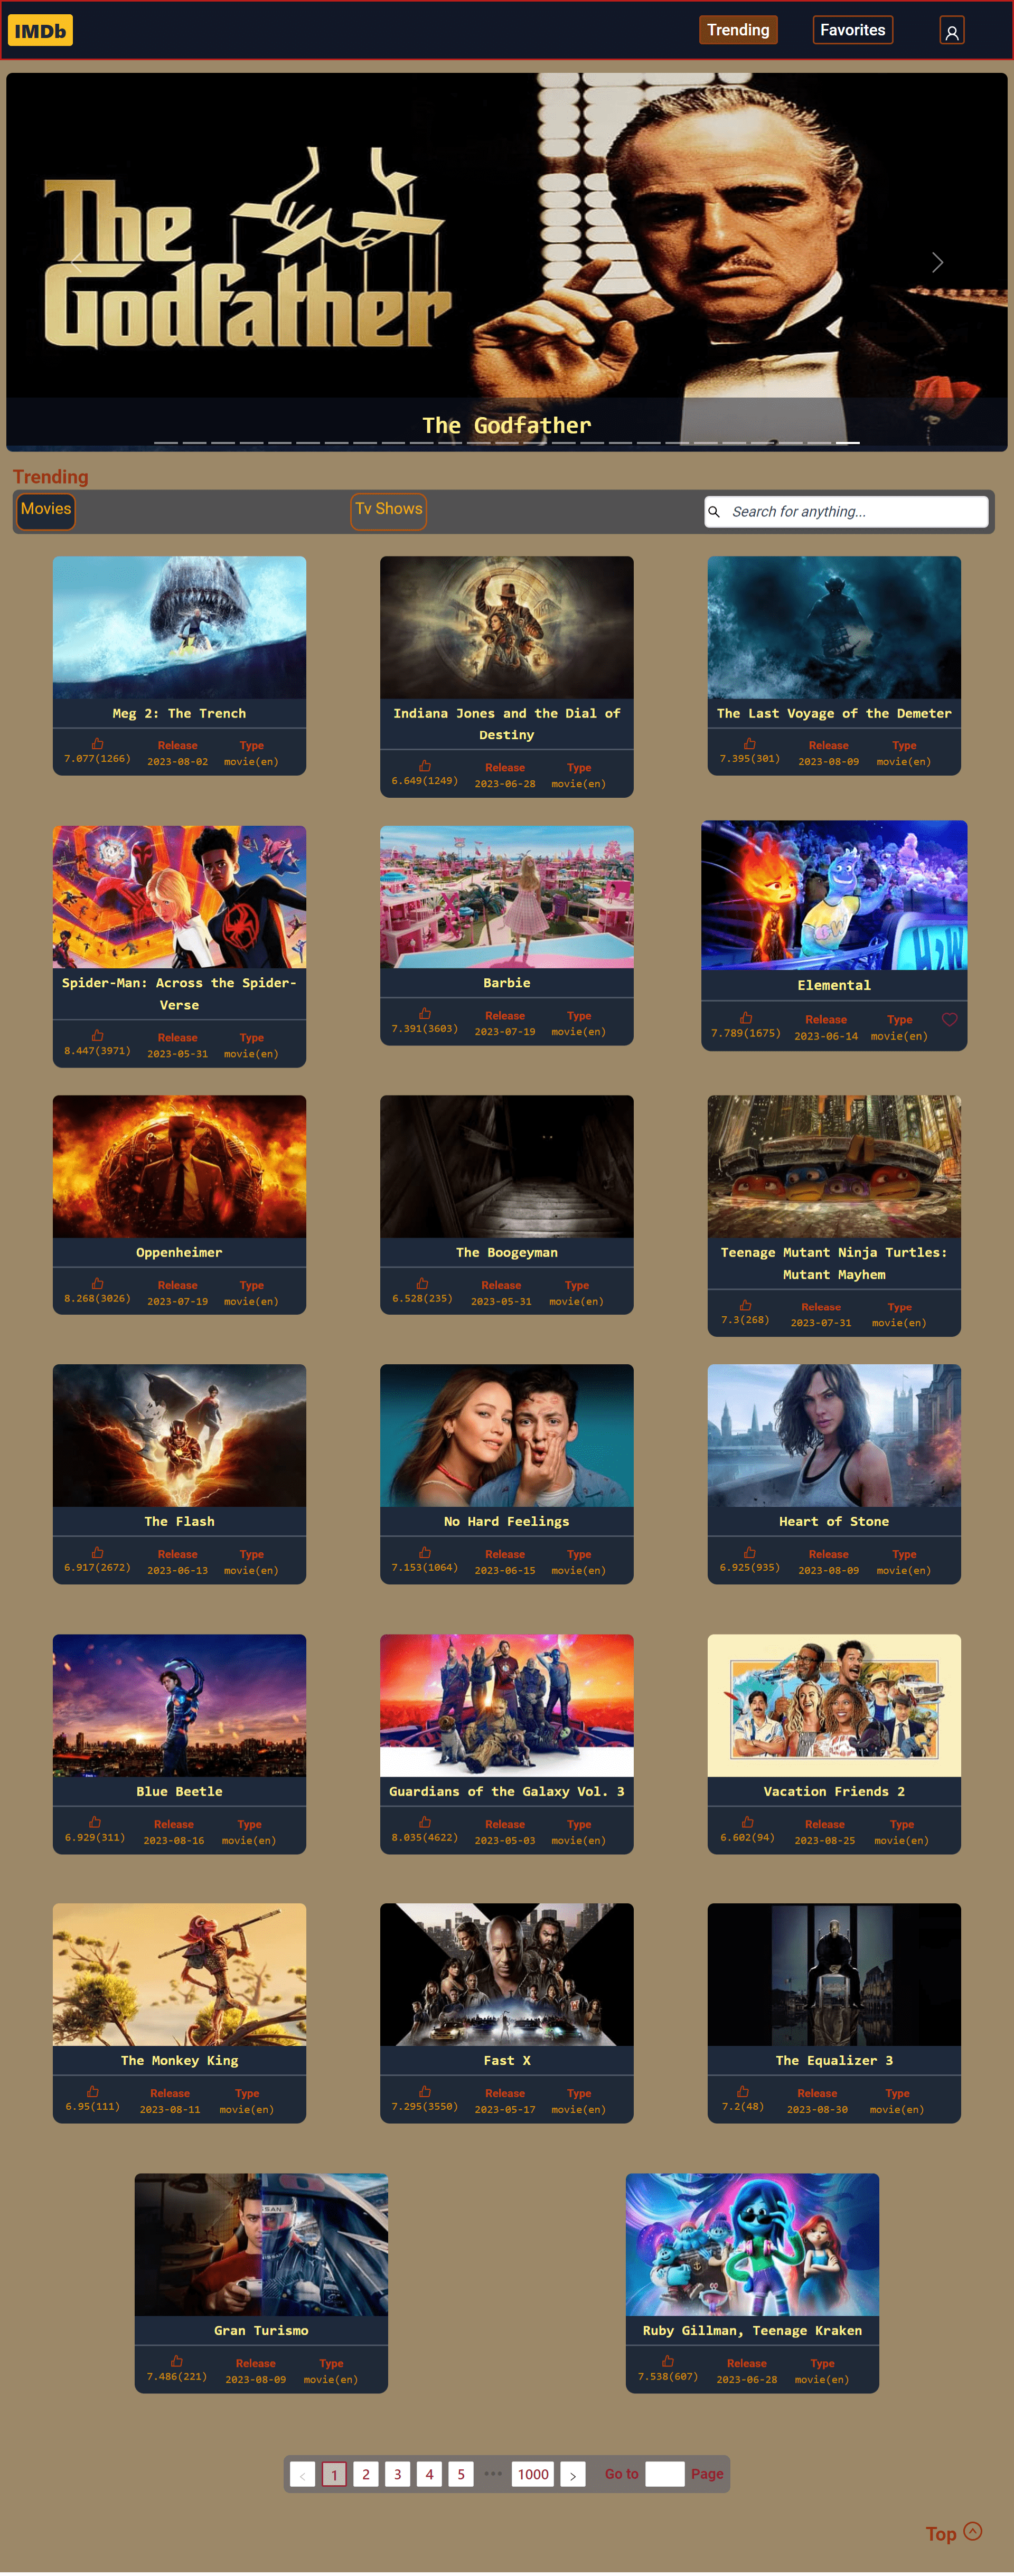 IMDb
Trending
Favorites
The
Godfather
The Godfather
Trending
Movies
Tv Shows
Search for anything...
Meg 2: The Trench
Release
Type
7.077(1266)
2023-08-02
movie(en)
Indiana Jones and the Dial of
Destiny
Release
Type
6.649(1249)
2023-06-28
movie(en)
The Last Voyage of the Demeter
Release
Type
7.395(301)
2023-08-09
movie(en)
Spider-Man: Across the Spider-
Verse
Release
Type
8.447(3971)
2023-05-31
movie(en)
Barbie
Release
Type
7.391(3603)
2023-07-19
movie(en)
H2W
Elemental
Release
Type
7.789(1675)
2023-06-14
movie(en)
Oppenheimer
Release
Type
8.268(3026)
2023-07-19
movie(en)
The Boogeyman
Release
Type
6.528(235)
2023-05-31
movie(en)
Teenage Mutant Ninja Turtles:
Mutant Mayhem
Release
Type
7.3(268)
2023-07-31
movie(en)
The Flash
Release
Type
6.917(2672)
2023-06-13
movie(en)
No Hard Feelings
Release
Type
7.153(1064)
2023-06-15
movie(en)
Heart of Stone
Release
Type
6.925(935)
2023-08-09
movie(en)
Blue Beetle
Release
Type
6.929(311)
2023-08-16
movie(en)
Guardians of the Galaxy Vol. 3
Release
Type
8.035(4622)
2023-05-03
movie(en)
Vacation Friends 2
Release
Type
6.602(94)
2023-08-25
movie(en)
The Monkey King
Release
Type
6.95(111)
2023-08-11
movie(en)
Fast X
Release
Type
7.295(3550)
2023-05-17
movie(en)
The Equalizer 3
Release
Type
7.2(48)
2023-08-30
movie(en)
Gran Turismo
Release
Type
7.486(221)
2023-08-09
movie(en)
Ruby Gillman, Teenage Kraken
Release
Type
7.538(607)
2023-06-28
movie(en)
< 1 2 3 4 5 ••• 1000 > Go to Page
Top